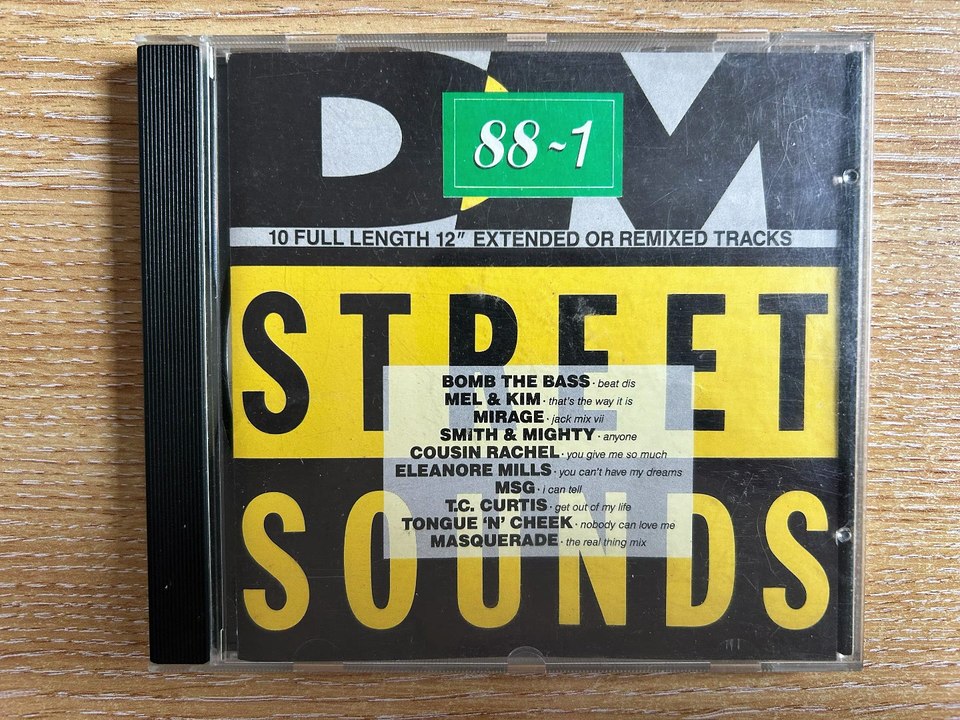 DM
88~1
10 FULL LENGTH 12" EXTENDED OR REMIXED TRACKS
STREET
BOMB THE BASS · beat dis
MEL & KIM · that's the way it is
MIRAGE · jack mix vii
SMITH & MIGHTY · anyone
COUSIN RACHEL · you give me so much
ELEANORE MILLS · you can't have my dreams
MSG · i can tell
T.C. CURTIS · get out of my life
TONGUE 'N' CHEEK · nobody can love me
MASQUERADE · the real thing mix
SOUNDS